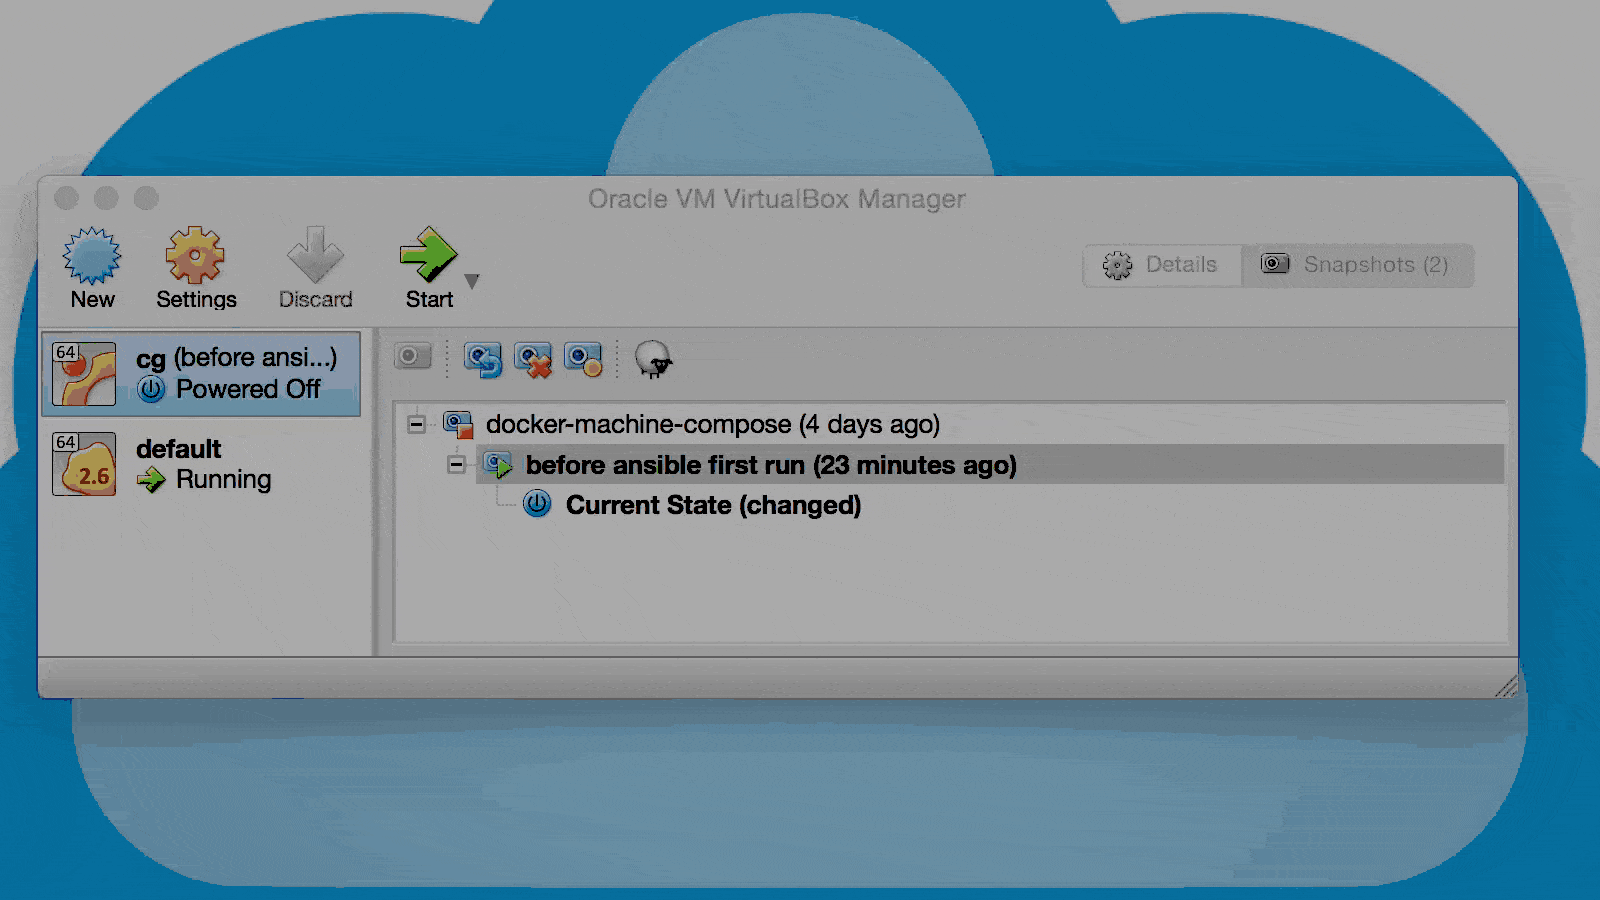 Oracle VM VirtualBox Manager
New
Settings
Discard
Start
Details
Snapshots (2)
64
cg (before ansi...)
Powered Off
64
2.6
default
Running
docker-machine-compose (4 days ago)
before ansible first run (23 minutes ago)
Current State (changed)